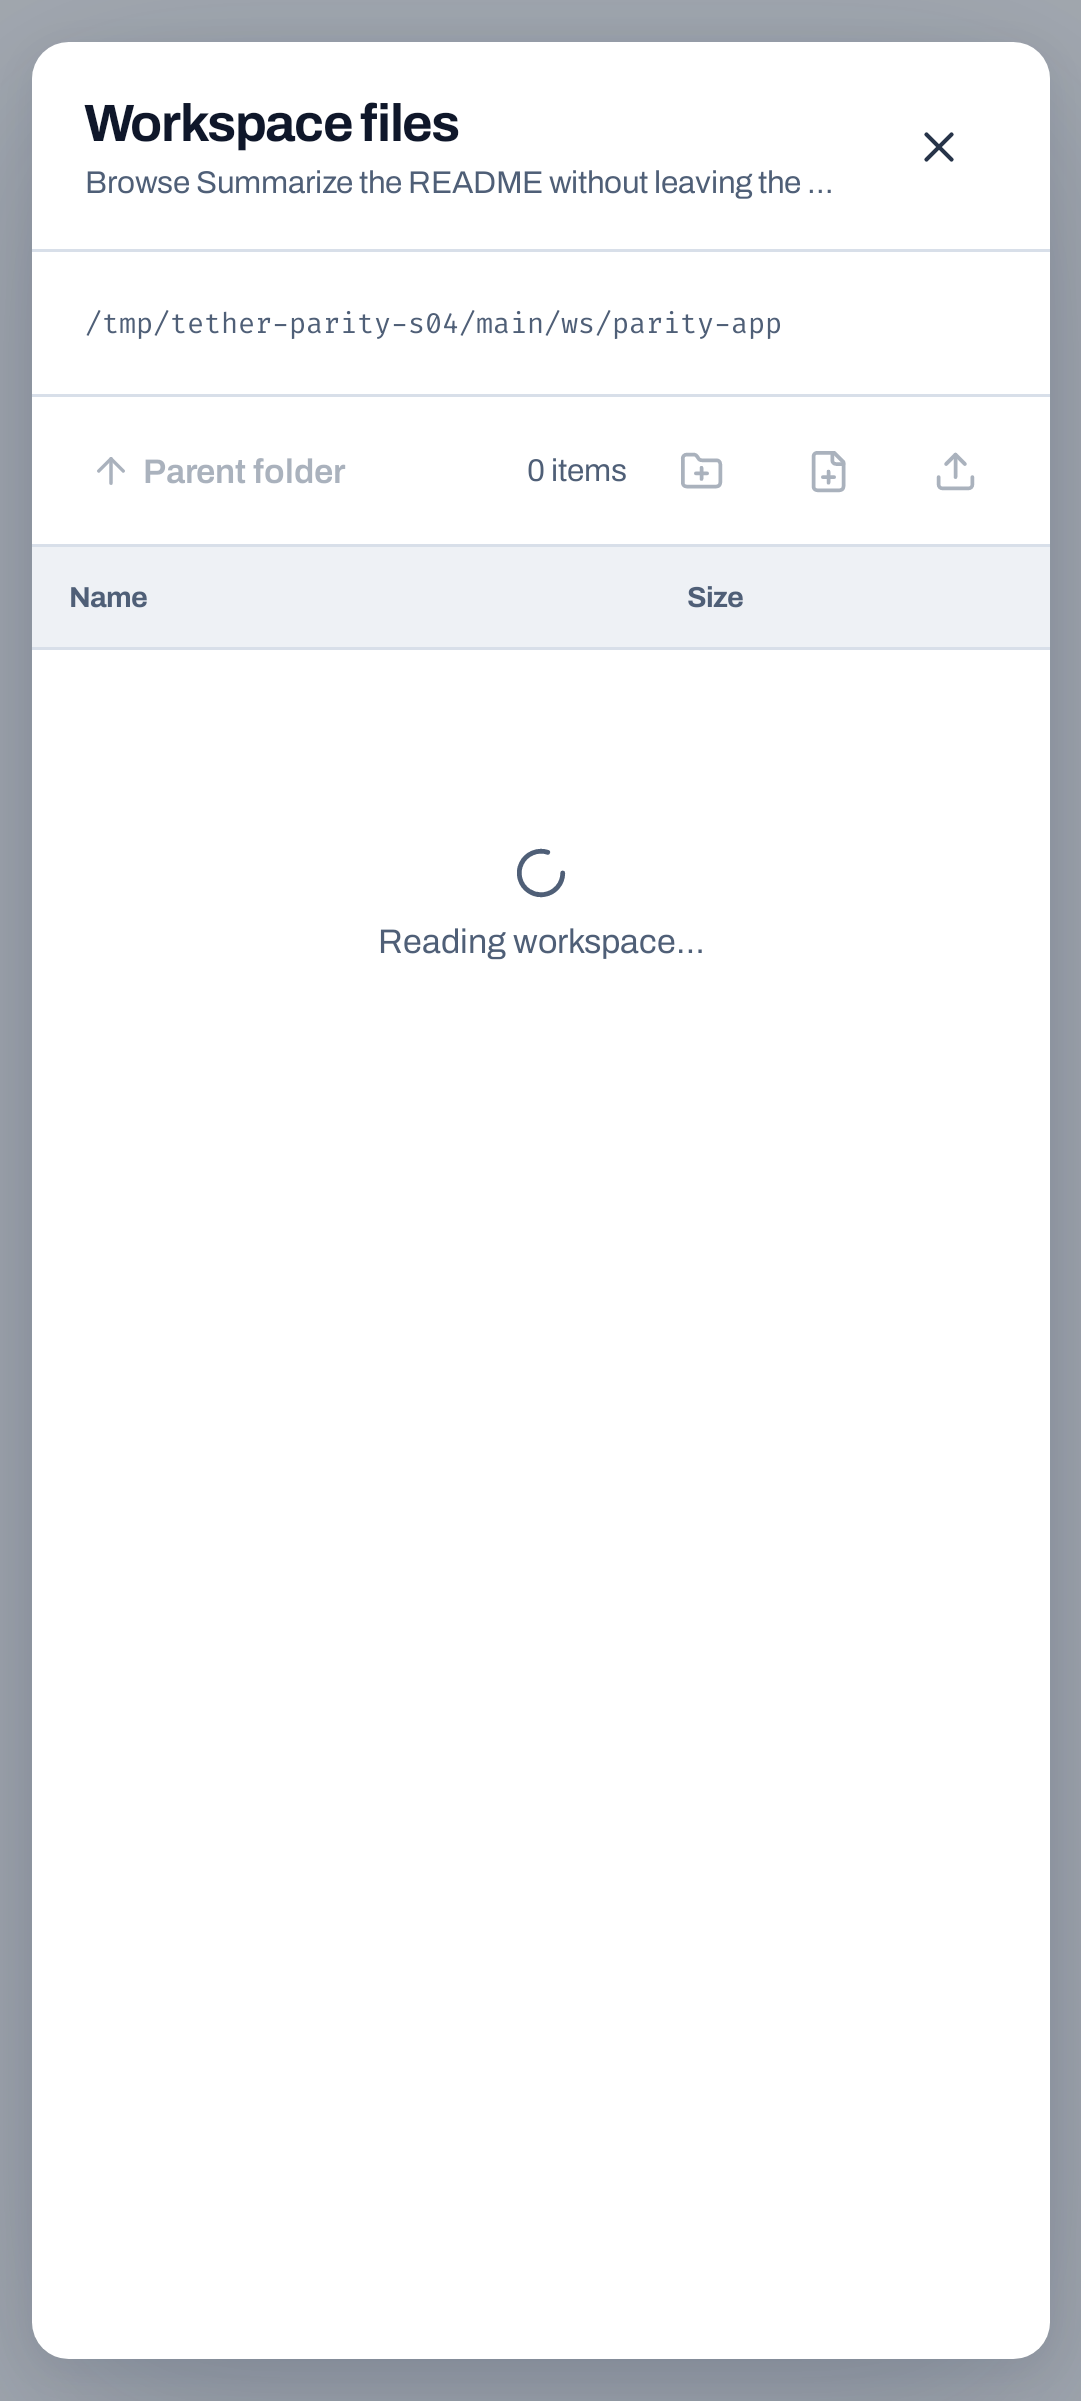 Workspace files
Browse Summarize the README without leaving the ...
/tmp/tether-parity-s04/main/ws/parity-app
Parent folder
0 items
Name
Size
Reading workspace...